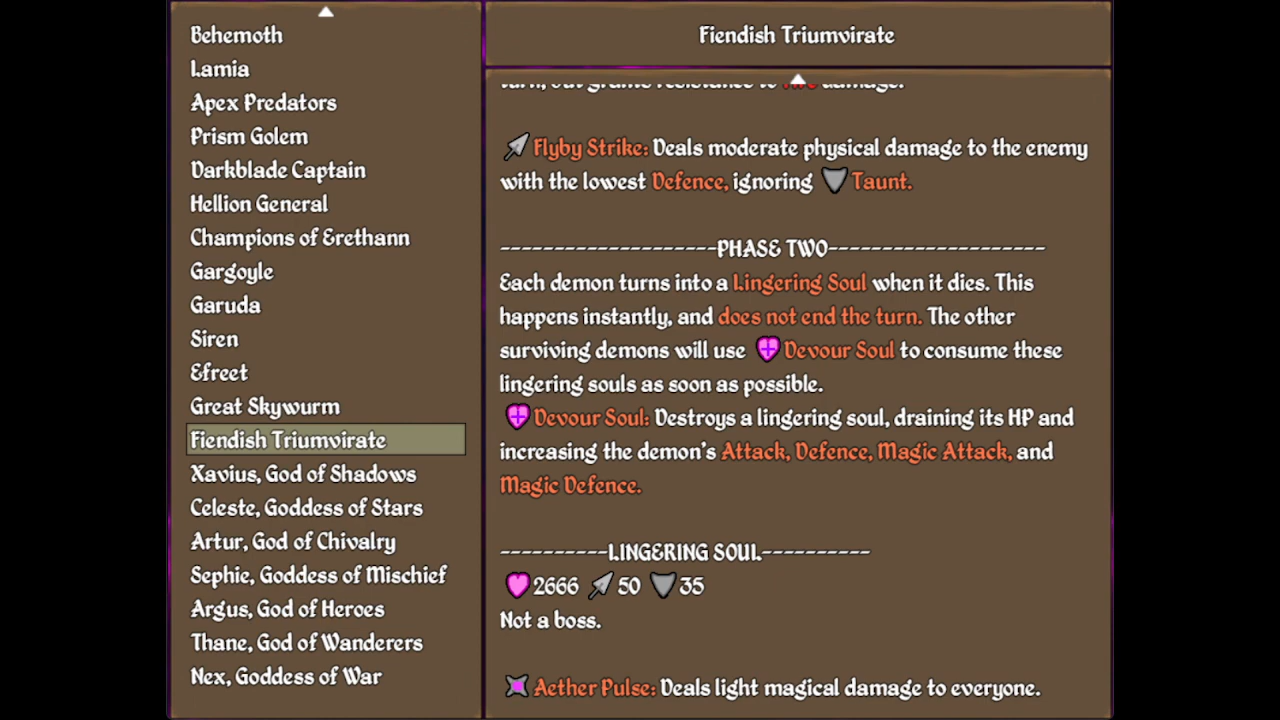 Behemoth
Lamia
Apex Predators
Prism Golem
Darkblade Captain
Hellion General
Champions of Erethann
Gargoyle
Garuda
Siren
Efreet
Great Skywurm
Fiendish Triumvirate
Xavius, God of Shadows
Celeste, Goddess of Stars
Artur, God of Chivalry
Sephie, Goddess of Mischief
Argus, God of Heroes
Thane, God of Wanderers
Nex, Goddess of War
Fiendish Triumvirate
turn, but grants resistance to Fire damage.
Flyby Strike: Deals moderate physical damage to the enemy
with the lowest Defence, ignoring Taunt.
--------------------PHASE TWO--------------------
Each demon turns into a Lingering Soul when it dies. This
happens instantly, and does not end the turn. The other
surviving demons will use Devour Soul to consume these
lingering souls as soon as possible.
Devour Soul: Destroys a lingering soul, draining its HP and
increasing the demon's Attack, Defence, Magic Attack, and
Magic Defence.
----------LINGERING SOUL----------
2666 50 35
Not a boss.
Aether Pulse: Deals light magical damage to everyone.